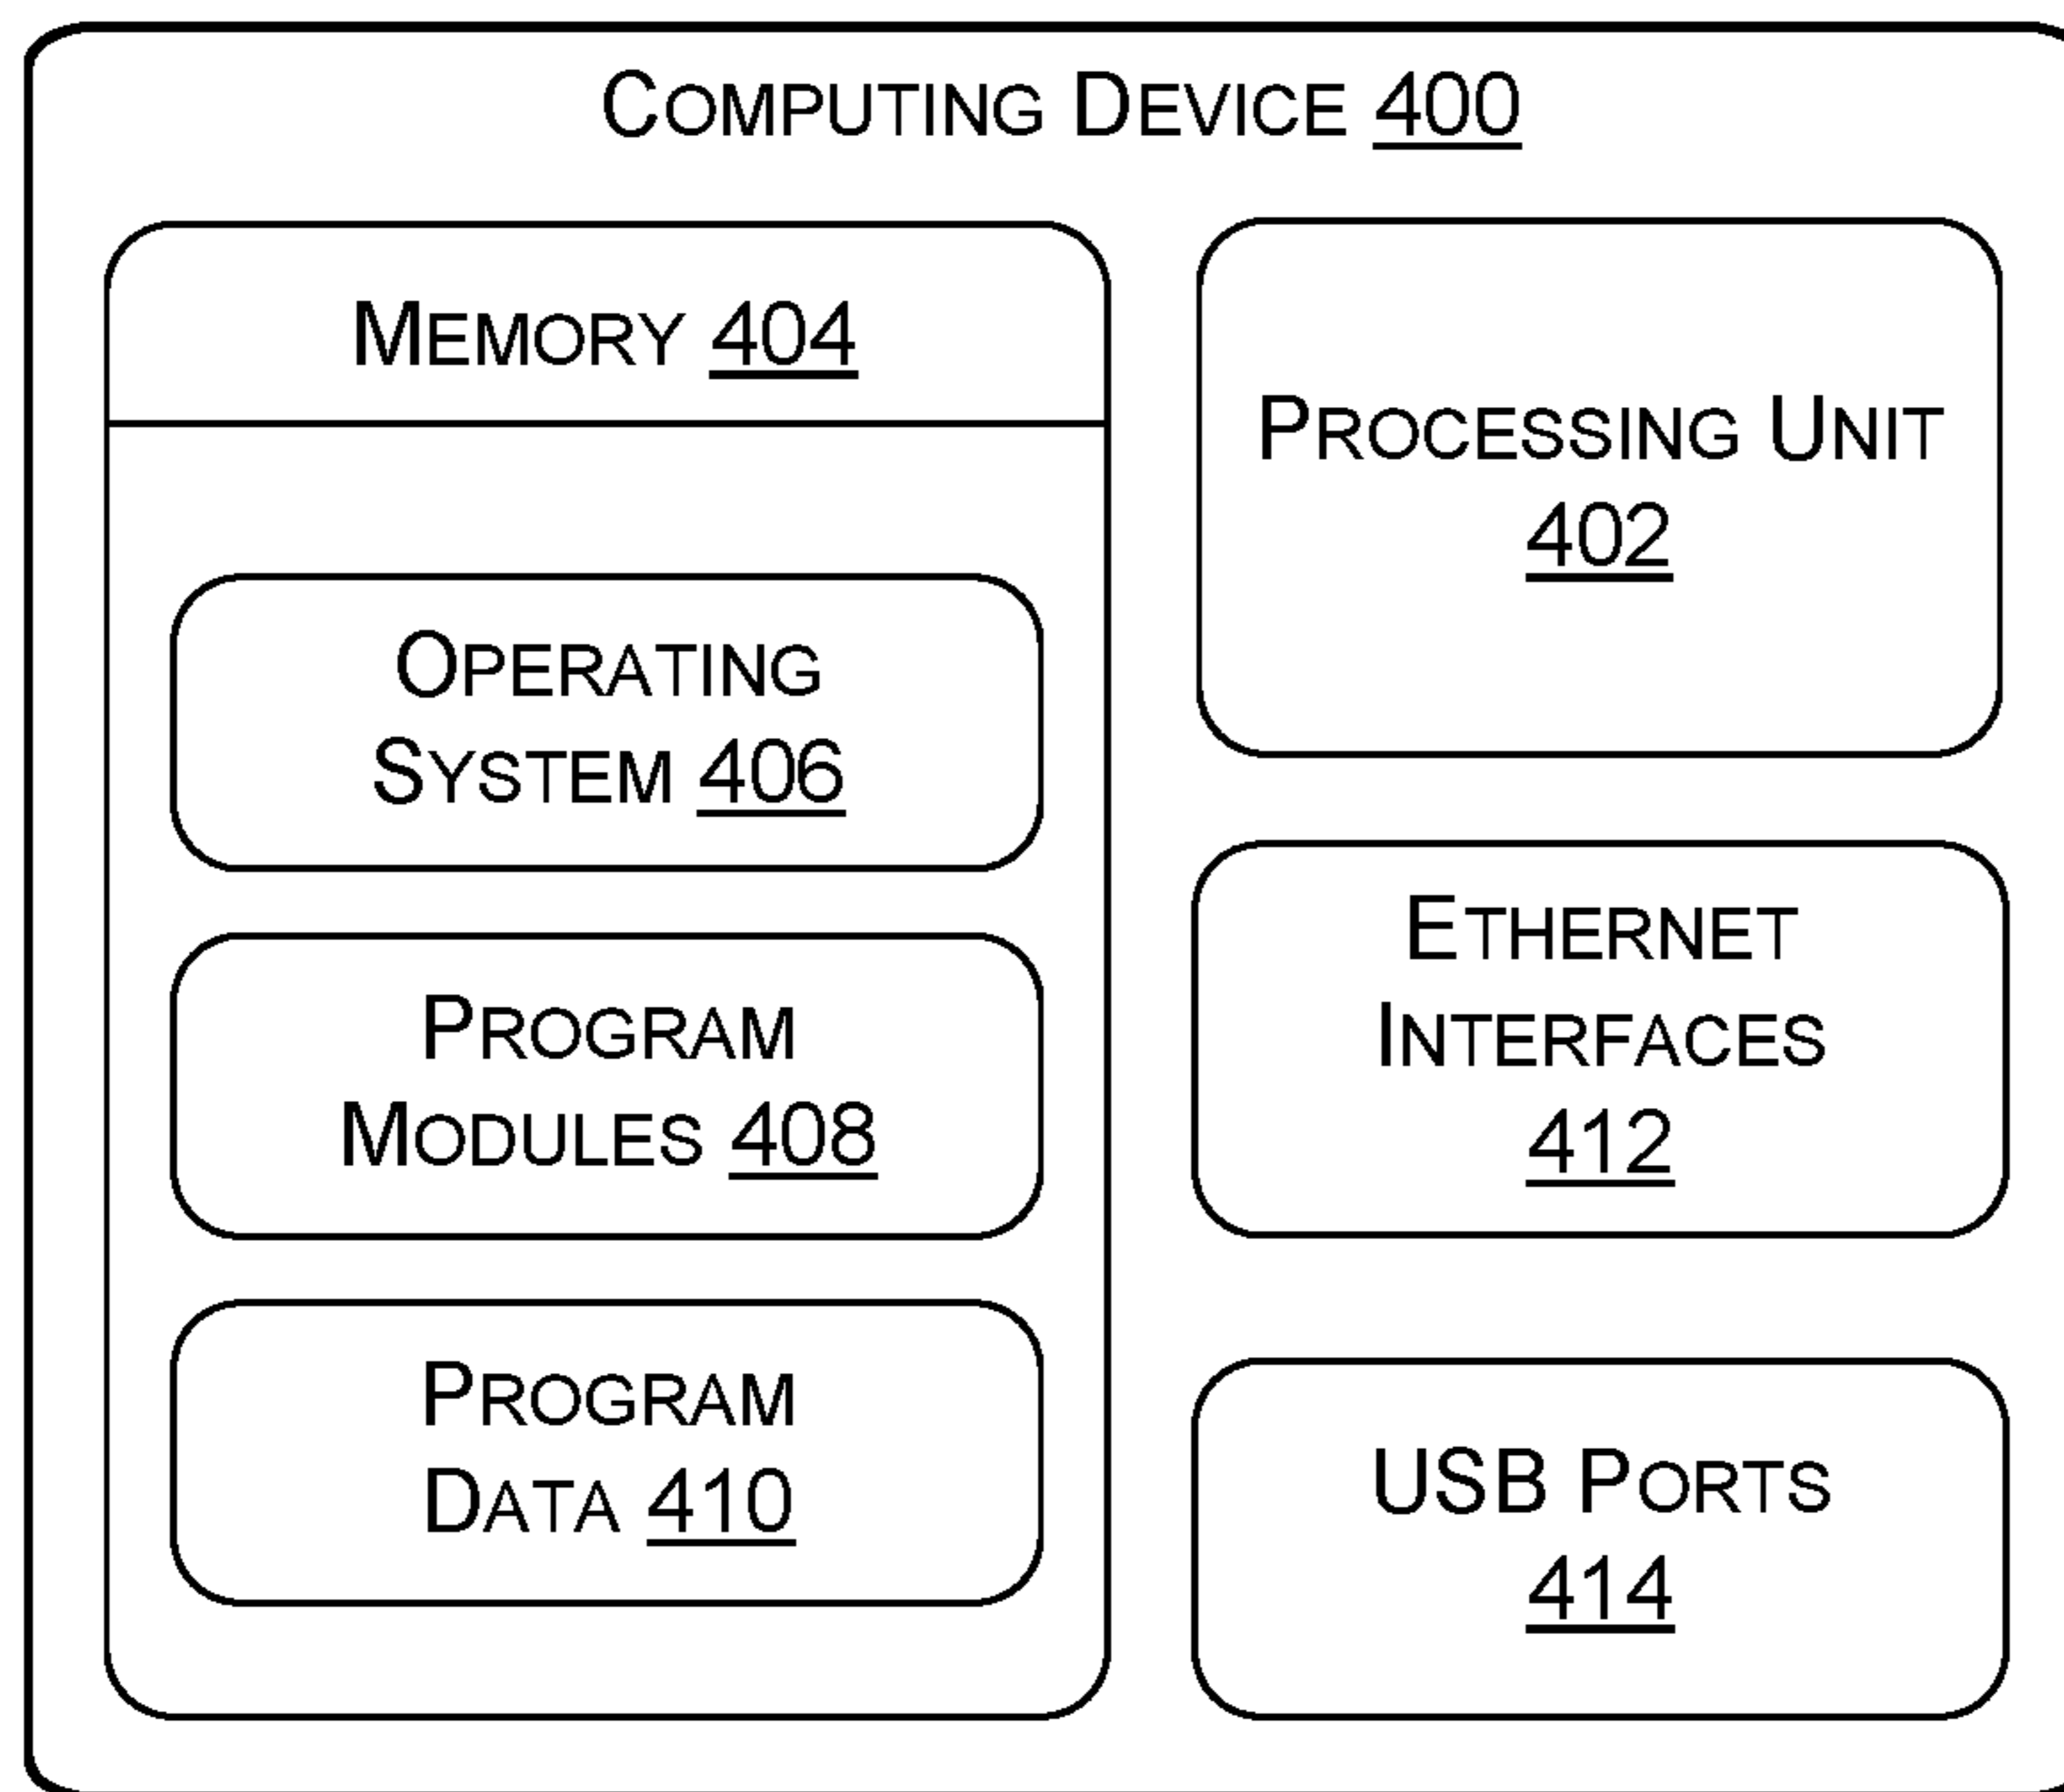 COMPUTING DEVICE 400
MEMORY 404
OPERATING
SYSTEM 406
PROGRAM
MODULES 408
PROGRAM
DATA 410
PROCESSING UNIT
402
ETHERNET
INTERFACES
412
USB PORTS
414